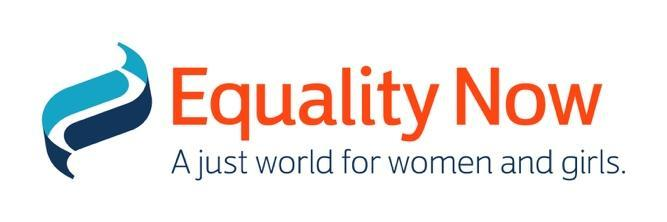 Equality Now
A just world for women and girls.